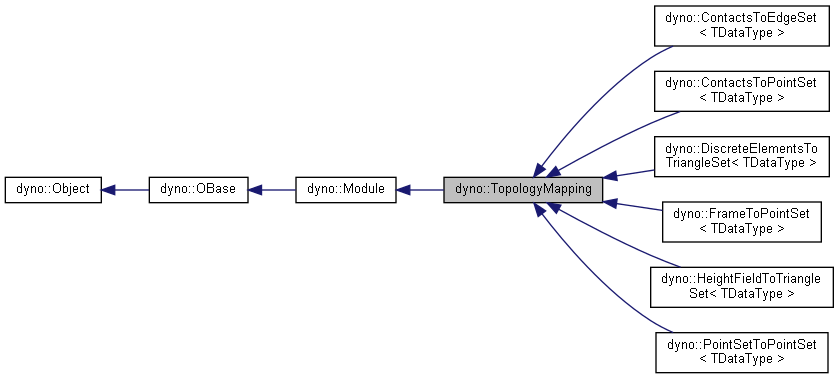 dyno::Object
dyno::OBase
dyno::Module
dyno::TopologyMapping
dyno::ContactsToEdgeSet
< TDataType >
dyno::ContactsToPointSet
< TDataType >
dyno::DiscreteElementsTo
TriangleSet< TDataType >
dyno::FrameToPointSet
< TDataType >
dyno::HeightFieldToTriangle
Set< TDataType >
dyno::PointSetToPointSet
< TDataType >